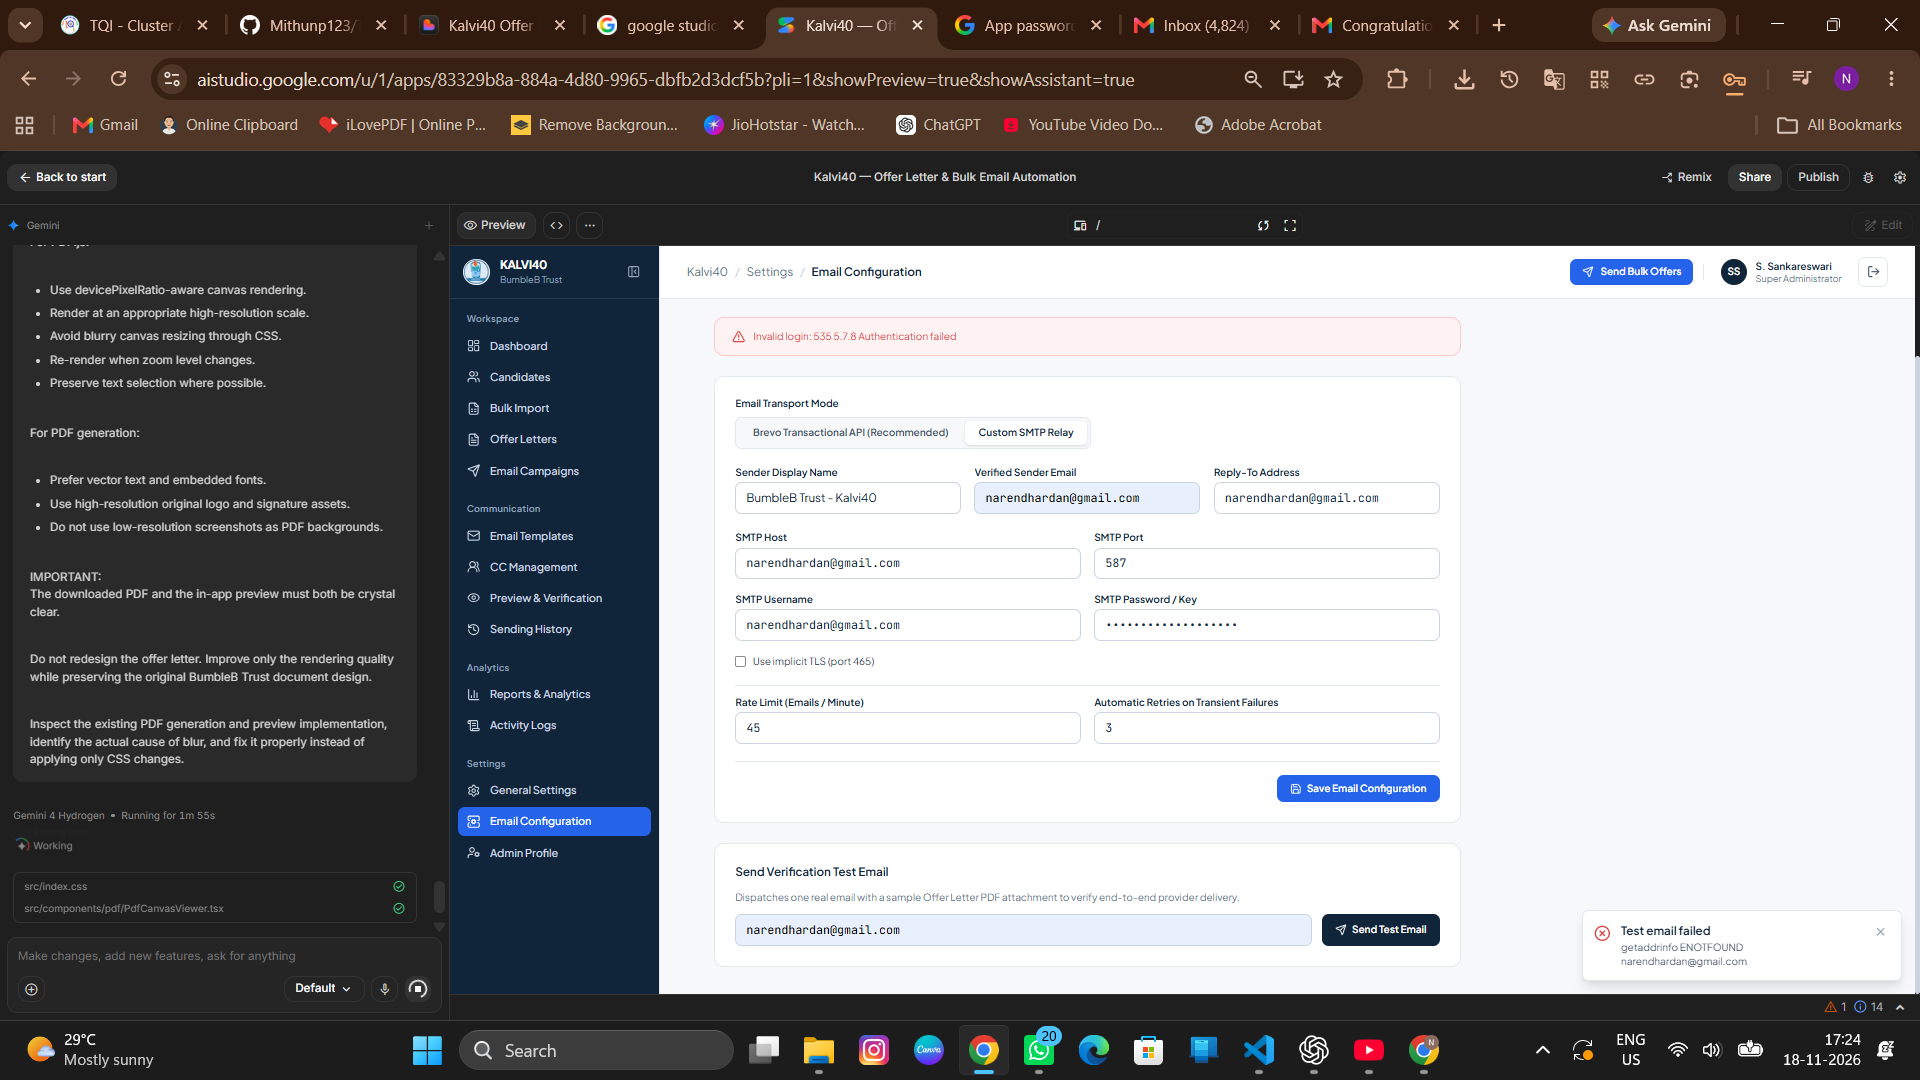 TQI - Cluster
Mithunp123/
Kalvi40 Offer
google studio
Kalvi40 — Of
App password
Inbox (4,824)
Congratulatio
Ask Gemini
aistudio.google.com/u/1/apps/83329b8a-884a-4d80-9965-dbfb2d3dcf5b?pli=1&showPreview=true&showAssistant=true
N
Gmail
Online Clipboard
iLovePDF | Online P...
Remove Backgroun...
JioHotstar - Watch...
ChatGPT
YouTube Video Do...
Adobe Acrobat
All Bookmarks
Back to start
Kalvi40 — Offer Letter & Bulk Email Automation
Remix
Share
Publish
Gemini
Preview
/
Edit
Use devicePixelRatio-aware canvas rendering.
Render at an appropriate high-resolution scale.
Avoid blurry canvas resizing through CSS.
Re-render when zoom level changes.
Preserve text selection where possible.
For PDF generation:
Prefer vector text and embedded fonts.
Use high-resolution original logo and signature assets.
Do not use low-resolution screenshots as PDF backgrounds.
IMPORTANT:
The downloaded PDF and the in-app preview must both be crystal
clear.
Do not redesign the offer letter. Improve only the rendering quality
while preserving the original BumbleB Trust document design.
Inspect the existing PDF generation and preview implementation,
identify the actual cause of blur, and fix it properly instead of
applying only CSS changes.
Gemini 4 Hydrogen • Running for 1m 55s
Working
src/index.css
src/components/pdf/PdfCanvasViewer.tsx
Make changes, add new features, ask for anything
Default
KALVI40
BumbleB Trust
Workspace
Dashboard
Candidates
Bulk Import
Offer Letters
Email Campaigns
Communication
Email Templates
CC Management
Preview & Verification
Sending History
Analytics
Reports & Analytics
Activity Logs
Settings
General Settings
Email Configuration
Admin Profile
Kalvi40 / Settings / Email Configuration
Send Bulk Offers
SS
S. Sankareswari
Super Administrator
Invalid login: 535 5.7.8 Authentication failed
Email Transport Mode
Brevo Transactional API (Recommended)
Custom SMTP Relay
Sender Display Name
Verified Sender Email
Reply-To Address
BumbleB Trust - Kalvi40
narendhardan@gmail.com
narendhardan@gmail.com
SMTP Host
SMTP Port
narendhardan@gmail.com
587
SMTP Username
SMTP Password / Key
narendhardan@gmail.com
•••••••••••••••••••
Use implicit TLS (port 465)
Rate Limit (Emails / Minute)
Automatic Retries on Transient Failures
45
3
Save Email Configuration
Send Verification Test Email
Dispatches one real email with a sample Offer Letter PDF attachment to verify end-to-end provider delivery.
narendhardan@gmail.com
Send Test Email
Test email failed
getaddrinfo ENOTFOUND
narendhardan@gmail.com
1
14
29°C
Mostly sunny
Search
Canva
20
N
ENG
US
17:24
18-11-2026